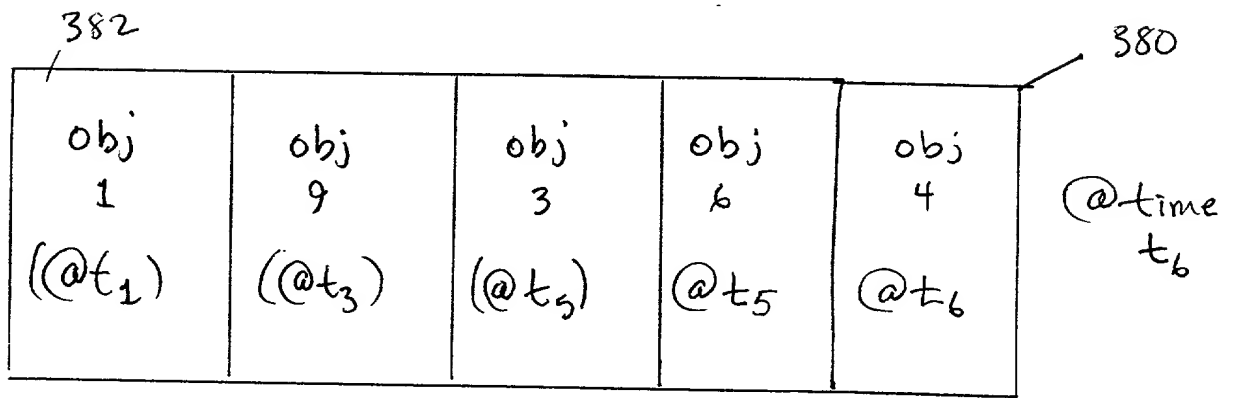 382
380
obj obj obj obj obj
1 9 3 6 4
@time
t6
(@t1) (@t3) (@t5) @t5 @t6